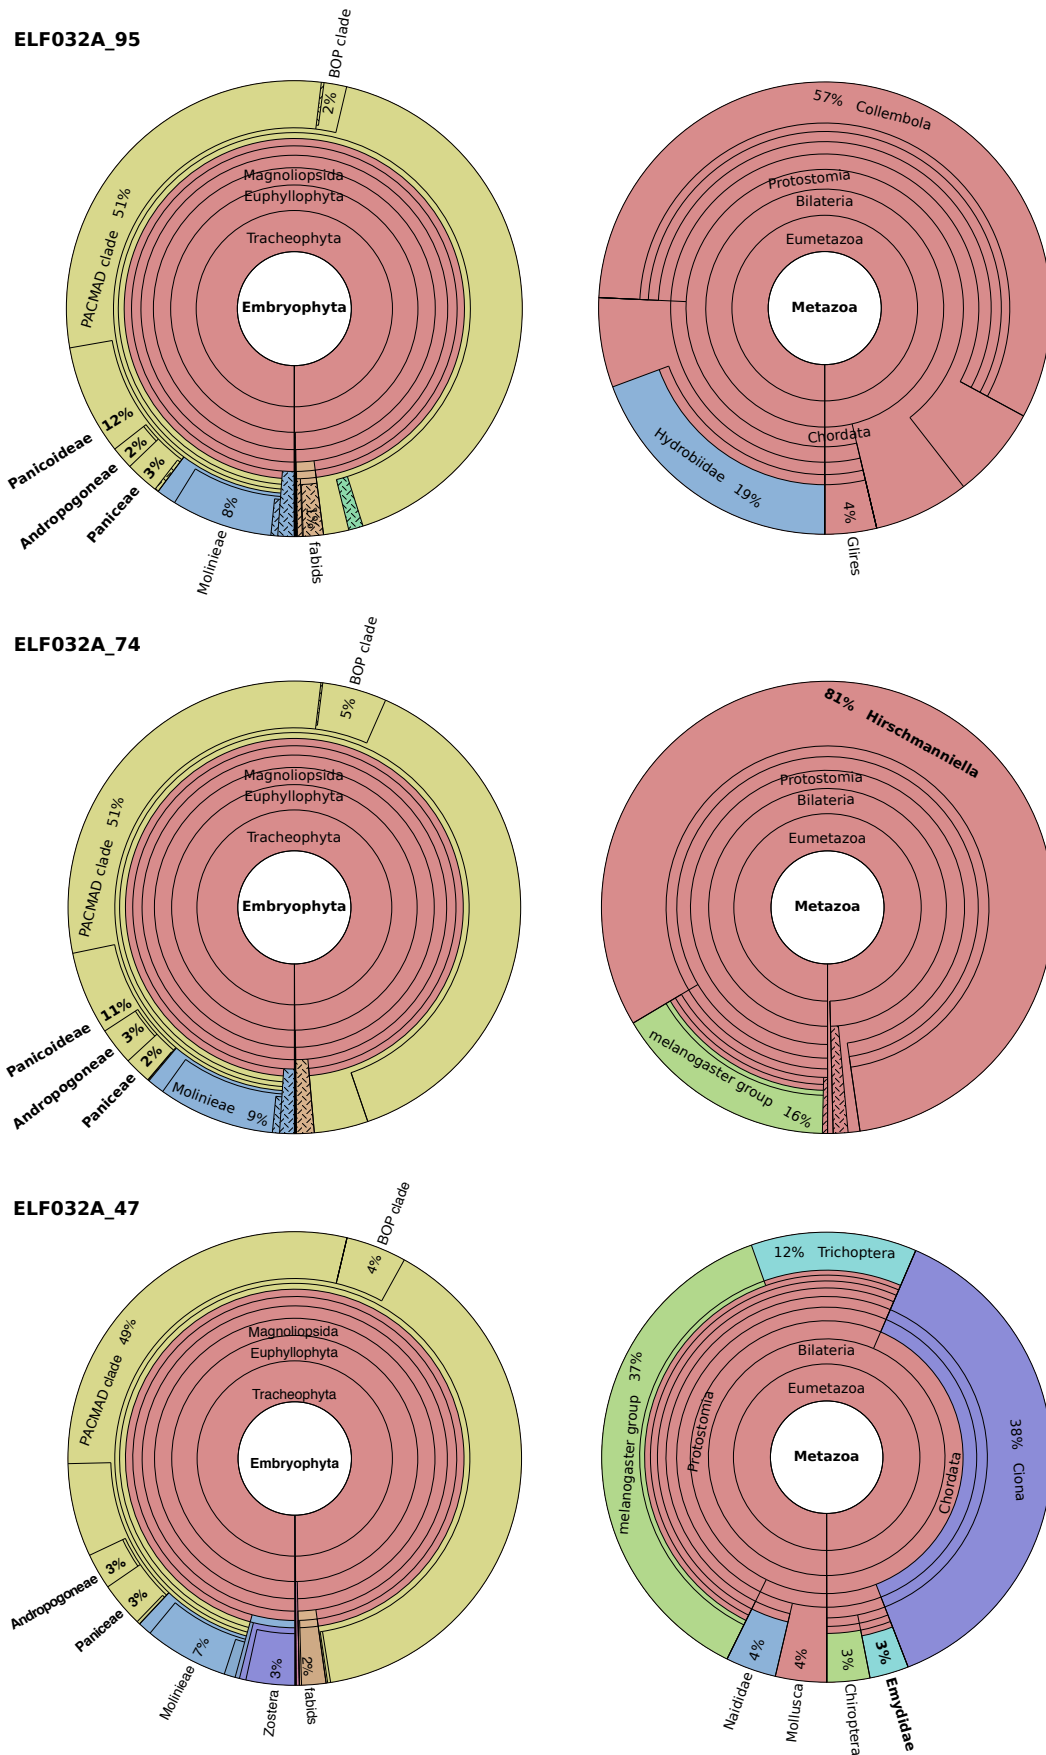 ELF032A_95
BOP clade
2%
PACMAD clade 51%
Magnoliopsida
Euphyllophyta
Tracheophyta
Embryophyta
Panicoideae 12%
Andropogoneae 2%
Paniceae 3%
Molinieae 8%
1%
fabids
57% Collembola
Protostomia
Bilateria
Eumetazoa
Metazoa
Chordata
Hydrobiidae 19%
4%
Glires
ELF032A_74
BOP clade
5%
PACMAD clade 51%
Magnoliopsida
Euphyllophyta
Tracheophyta
Embryophyta
Panicoideae 11%
Andropogoneae 3%
Paniceae 2%
Molinieae 9%
81% Hirschmanniella
Protostomia
Bilateria
Eumetazoa
Metazoa
melanogaster group 16%
ELF032A_47
BOP clade
4%
PACMAD clade 49%
Magnoliopsida
Euphyllophyta
Tracheophyta
Embryophyta
Andropogoneae 3%
Paniceae 3%
Molinieae 7%
Zostera 3%
2%
fabids
12% Trichoptera
Bilateria
Eumetazoa
Metazoa
melanogaster group 37%
Protostomia
Chordata
38% Ciona
Naididae 4%
Mollusca 4%
3%
Chiroptera
3%
Emydidae